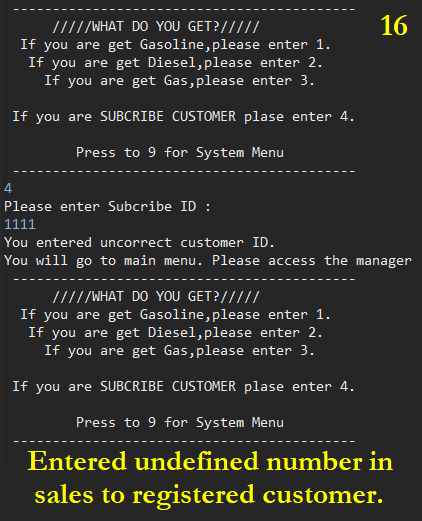 -------------------------------------------
/////WHAT DO YOU GET?/////
16
If you are get Gasoline,please enter 1.
If you are get Diesel,please enter 2.
If you are get Gas,please enter 3.
If you are SUBCRIBE CUSTOMER plase enter 4.
Press to 9 for System Menu
-------------------------------------------
4
Please enter Subcribe ID :
1111
You entered uncorrect customer ID.
You will go to main menu. Please access the manager
-------------------------------------------
/////WHAT DO YOU GET?/////
If you are get Gasoline,please enter 1.
If you are get Diesel,please enter 2.
If you are get Gas,please enter 3.
If you are SUBCRIBE CUSTOMER plase enter 4.
Press to 9 for System Menu
-------------------------------------------
Entered undefined number in
sales to registered customer.